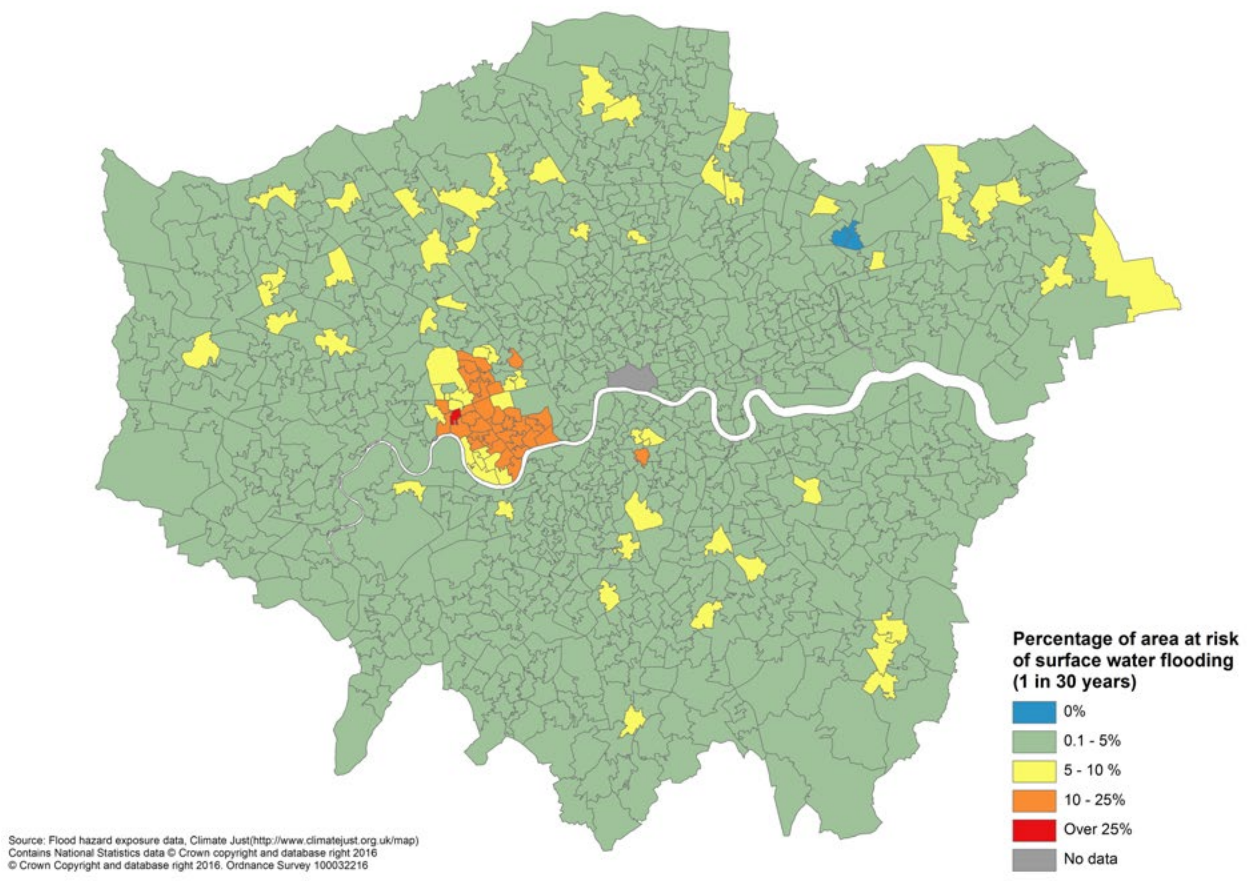 Percentage of area at risk
of surface water flooding
(1 in 30 years)
0%
0.1 - 5%
5 - 10 %
10 - 25%
Over 25%
No data
Source: Flood hazard exposure data, Climate Just(http://www.climatejust.org.uk/map)
Contains National Statistics data © Crown copyright and database right 2016
© Crown Copyright and database right 2016. Ordnance Survey 100032216